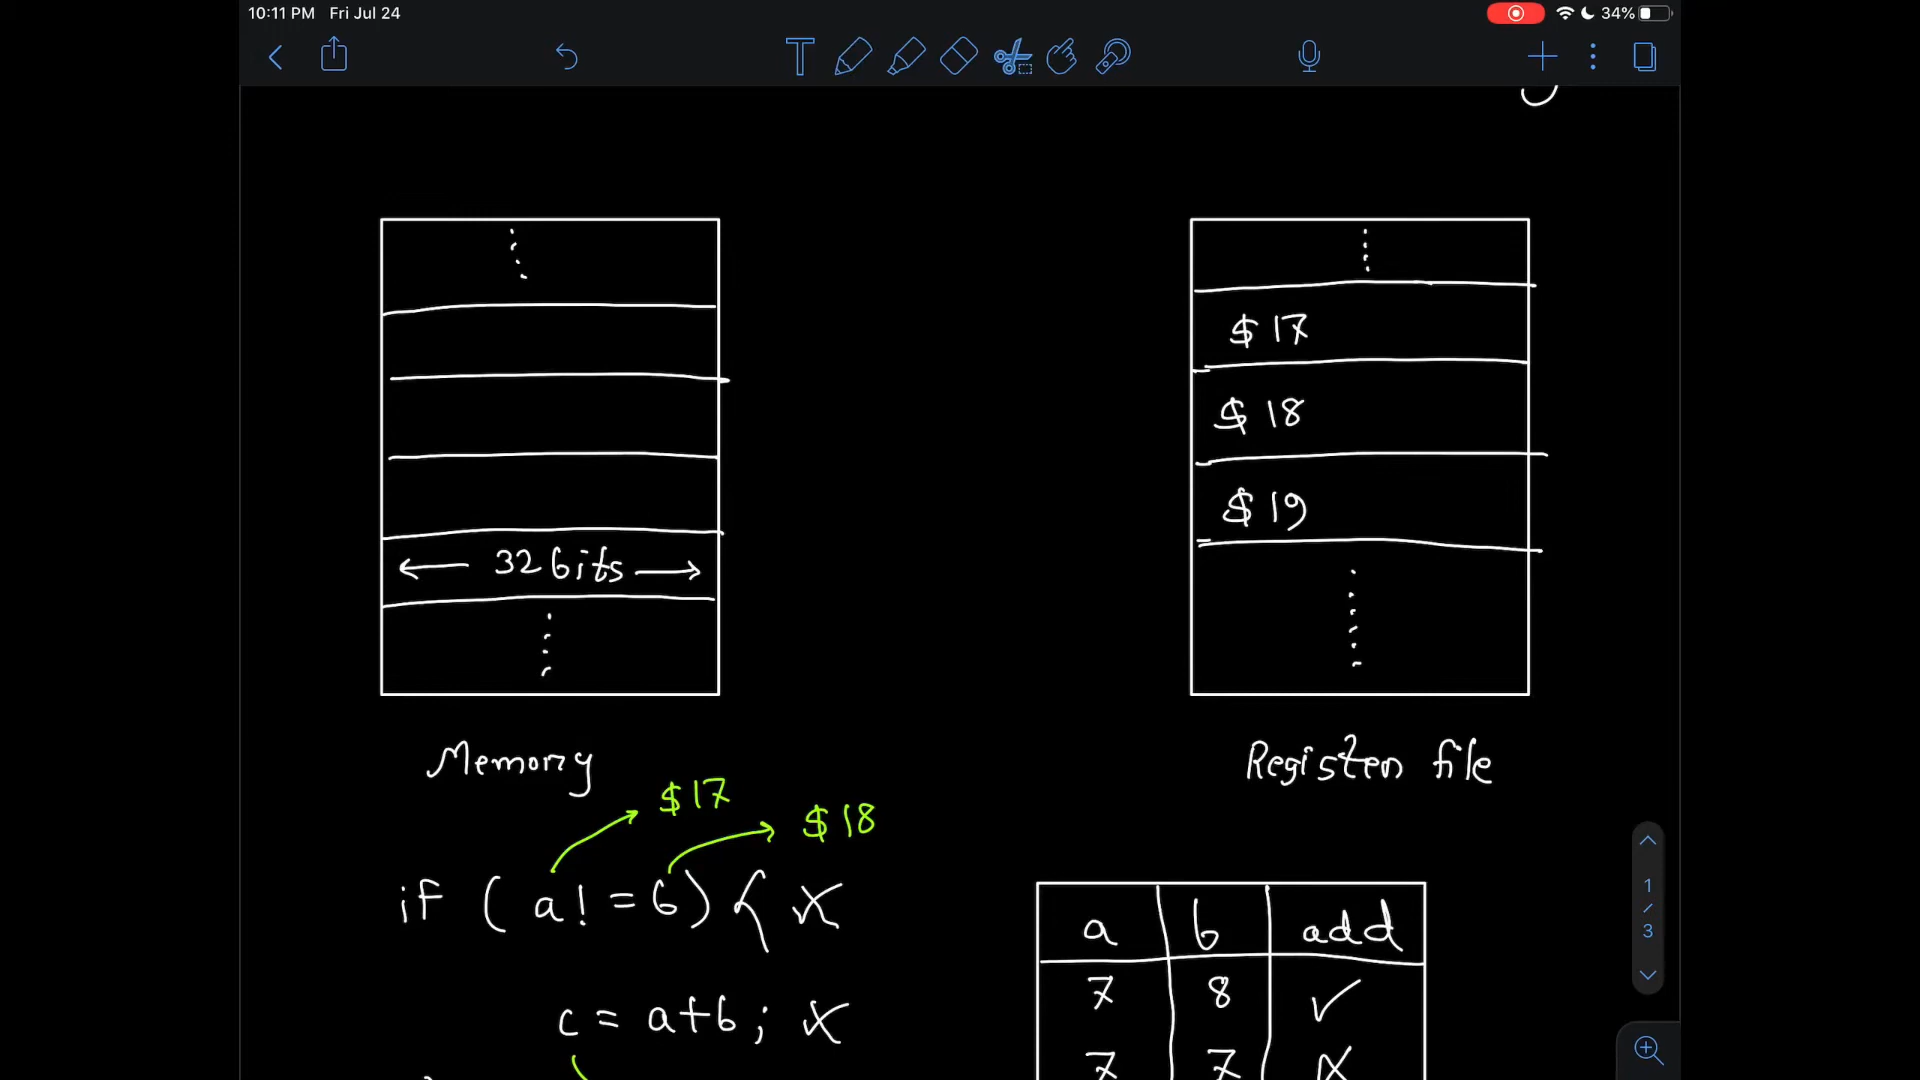 10:11 PM Fri Jul 24
34%
$17
$18
$19
32 bits
Memory
Register file
$17
$18
if (a != b) { x
c = a+b; x
a b add
7 8 ✓
7 7 x
1
/
3